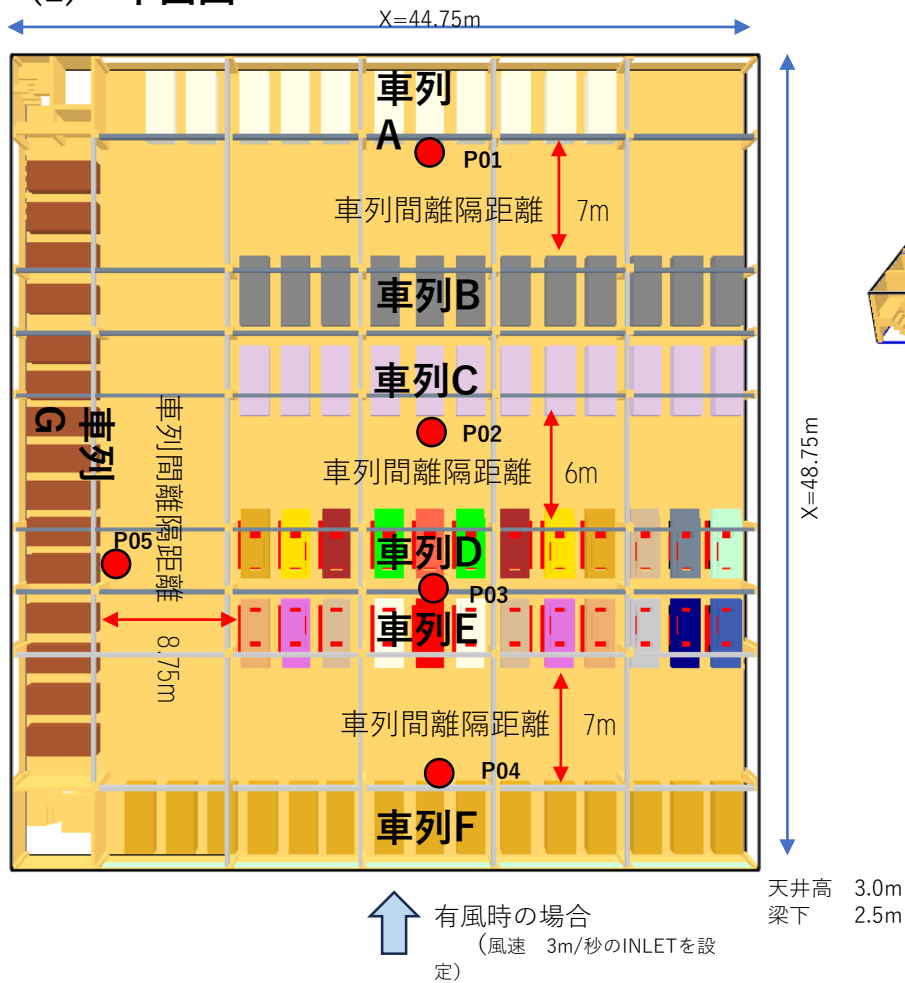 X=44.75m
車列
A
P01
車列間離隔距離 7m
車列B
車列C
P02
車列間離隔距離 6m
車列
G
車列間離隔距離 8.75m
X=48.75m
P05
車列D
P03
車列E
車列間離隔距離 7m
P04
車列F
天井高 3.0m
梁下 2.5m
有風時の場合
(風速 3m/秒のINLETを設
定)